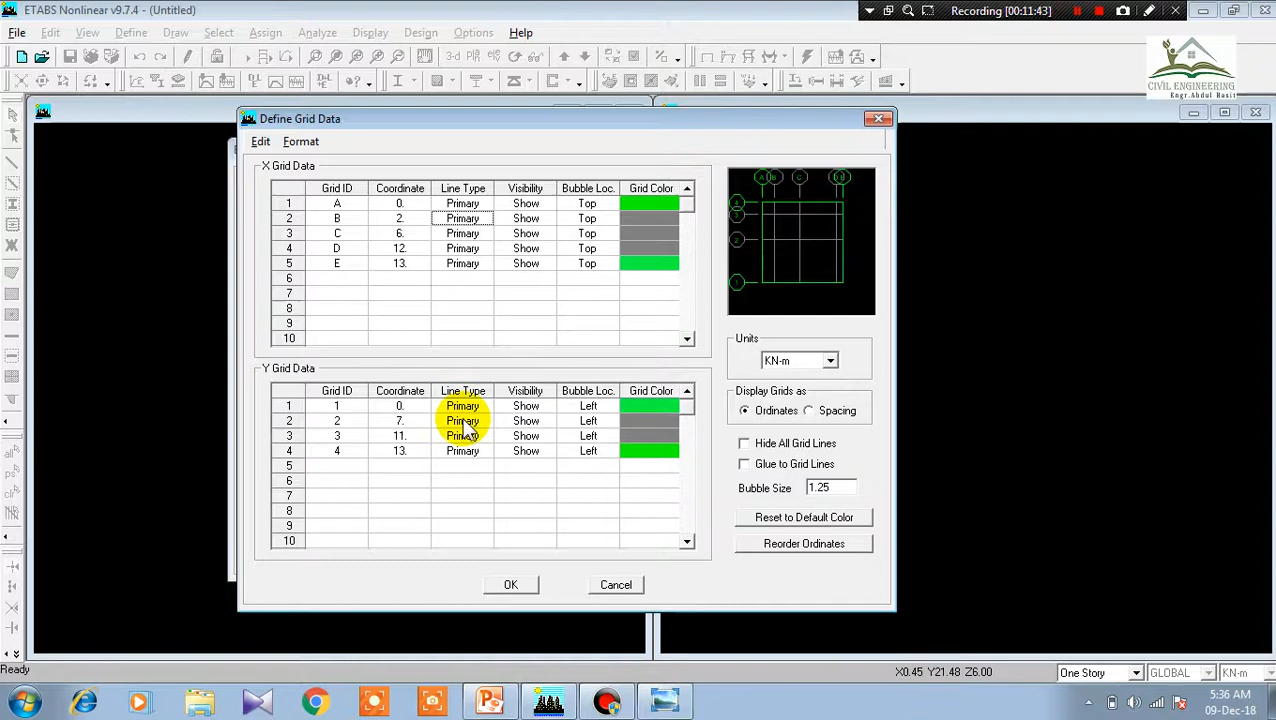 ETABS Nonlinear v9.7.4 - (Untitled)
Recording [00:11:43]
File Edit View Define Draw Select Assign Analyze Display Design Options Help
CIVIL ENGINEERING
Engr.Abdul Basit
Define Grid Data
Edit Format
X Grid Data
Grid ID Coordinate Line Type Visibility Bubble Loc. Grid Color
1 A 0. Primary Show Top
2 B 2. Primary Show Top
3 C 6. Primary Show Top
4 D 12. Primary Show Top
5 E 13. Primary Show Top
6
7
8
9
10
A B C D E
4
3
2
1
Units
KN-m
Y Grid Data
Grid ID Coordinate Line Type Visibility Bubble Loc. Grid Color
1 1 0. Primary Show Left
2 2 7. Primary Show Left
3 3 11. Primary Show Left
4 4 13. Primary Show Left
5
6
7
8
9
10
Display Grids as
Ordinates Spacing
Hide All Grid Lines
Glue to Grid Lines
Bubble Size 1.25
Reset to Default Color
Reorder Ordinates
OK Cancel
Ready
X0.45 Y21.48 Z6.00
One Story GLOBAL KN-m
5:36 AM
09-Dec-18